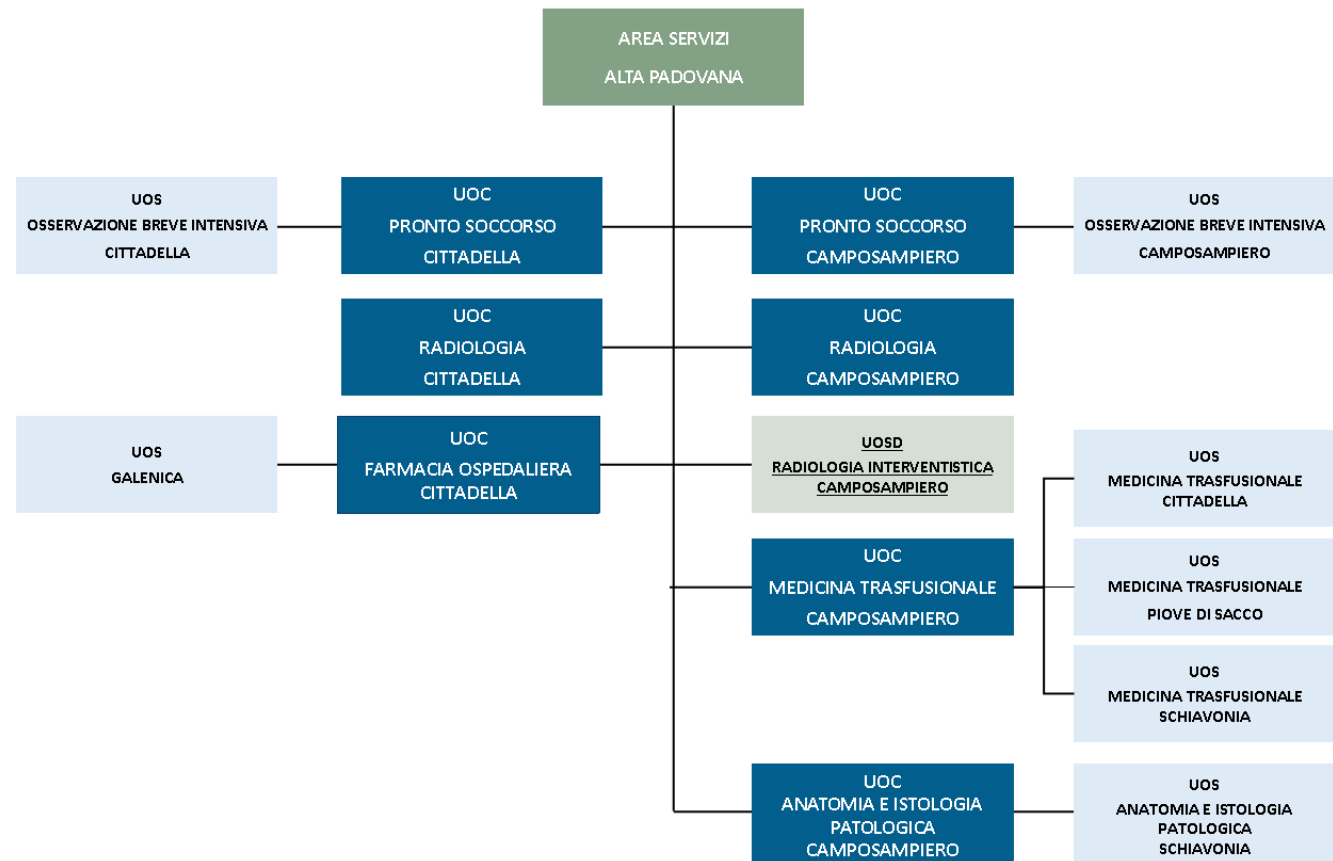 AREA SERVIZI
ALTA PADOVANA
UOS
OSSERVAZIONE BREVE INTENSIVA
CITTADELLA
UOC
PRONTO SOCCORSO
CITTADELLA
UOC
PRONTO SOCCORSO
CAMPOSAMPIERO
UOS
OSSERVAZIONE BREVE INTENSIVA
CAMPOSAMPIERO
UOC
RADIOLOGIA
CITTADELLA
UOC
RADIOLOGIA
CAMPOSAMPIERO
UOS
GALENICA
UOC
FARMACIA OSPEDALIERA
CITTADELLA
UOSD
RADIOLOGIA INTERVENTISTICA
CAMPOSAMPIERO
UOS
MEDICINA TRASFUSIONALE
CITTADELLA
UOC
MEDICINA TRASFUSIONALE
CAMPOSAMPIERO
UOS
MEDICINA TRASFUSIONALE
PIOVE DI SACCO
UOS
MEDICINA TRASFUSIONALE
SCHIAVONIA
UOC
ANATOMIA E ISTOLOGIA
PATOLOGICA
CAMPOSAMPIERO
UOS
ANATOMIA E ISTOLOGIA
PATOLOGICA
SCHIAVONIA